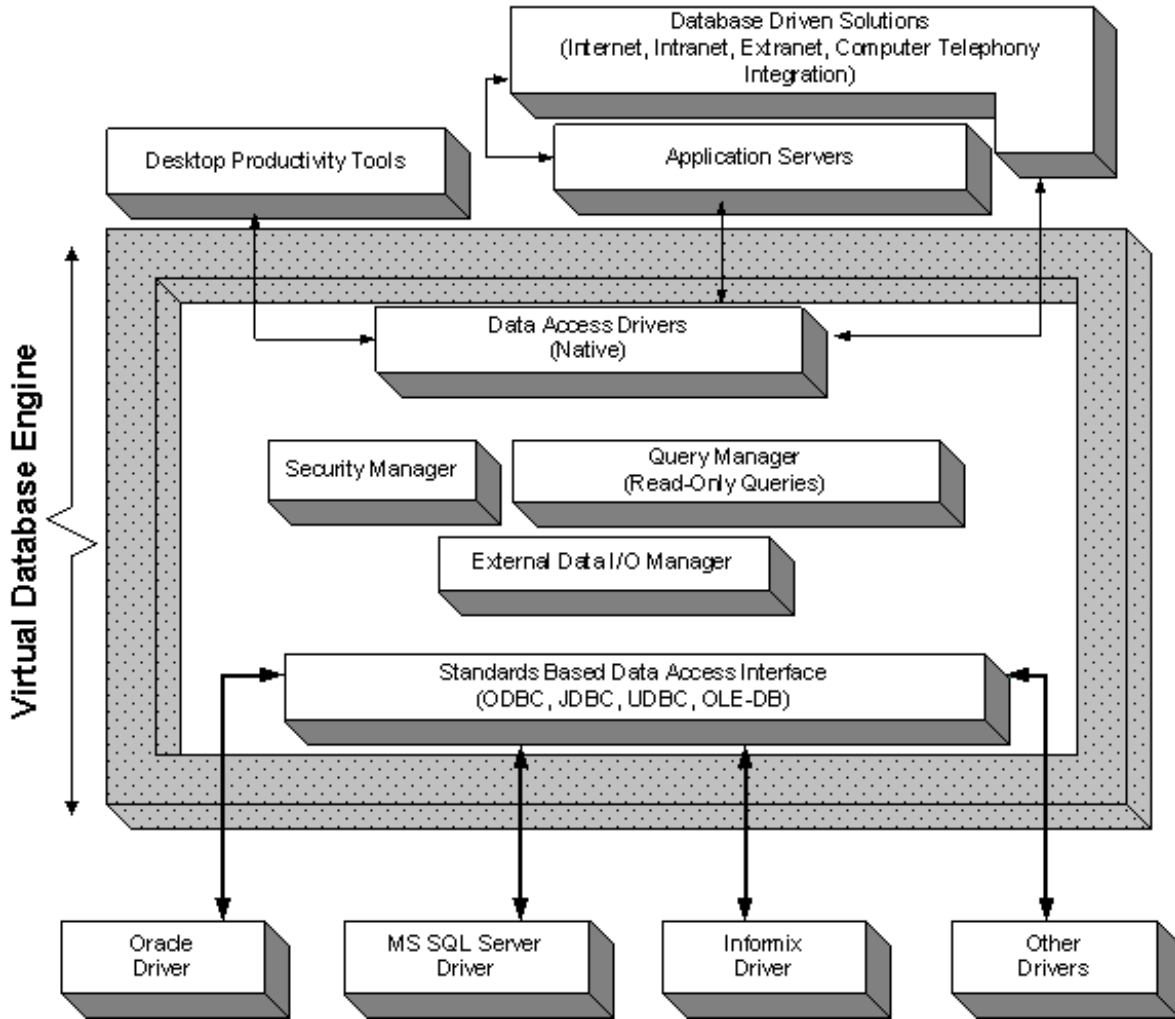 Database Driven Solutions
(Internet, Intranet, Extranet, Computer Telephony
Integration)
Desktop Productivity Tools
Application Servers
Virtual Database Engine
Data Access Drivers
(Native)
Security Manager
Query Manager
(Read-Only Queries)
External Data I/O Manager
Standards Based Data Access Interface
(ODBC, JDBC, UDBC, OLE-DB)
Oracle
Driver
MS SQL Server
Driver
Informix
Driver
Other
Drivers